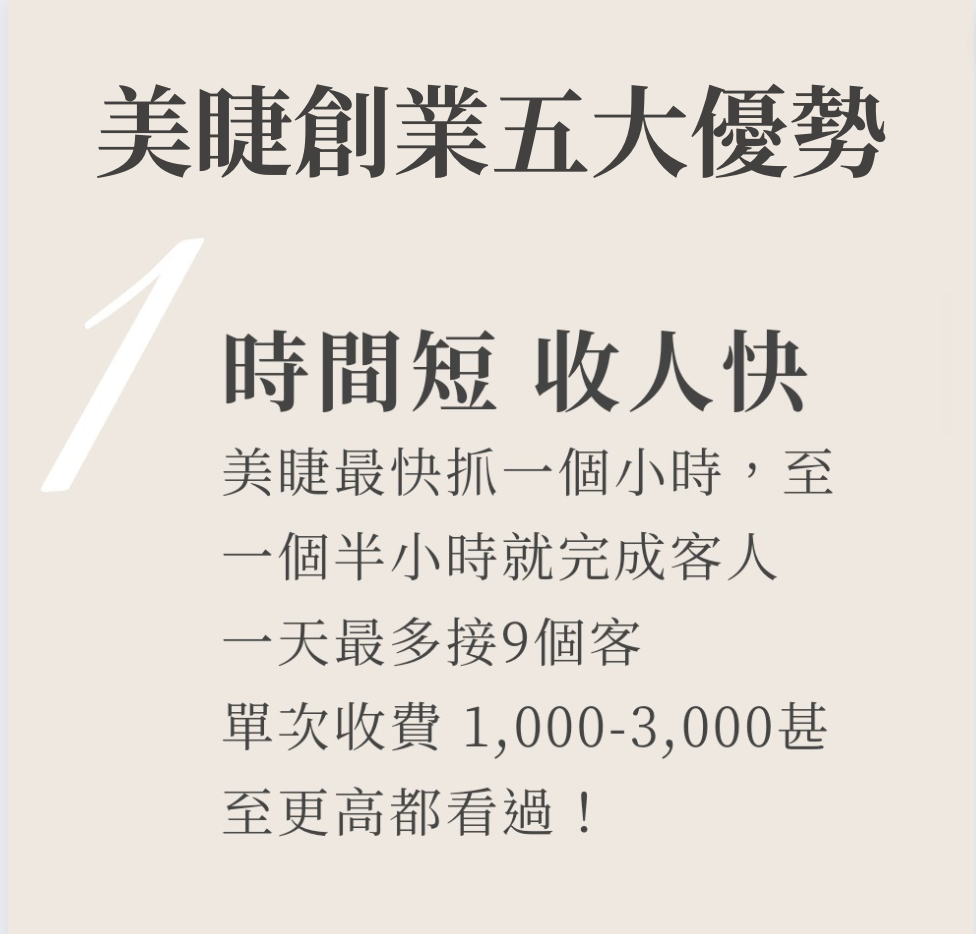 美睫創業五大優勢
1
時間短 收人快
美睫最快抓一個小時，至
一個半小時就完成客人
一天最多接9個客
單次收費 1,000-3,000甚
至更高都看過！